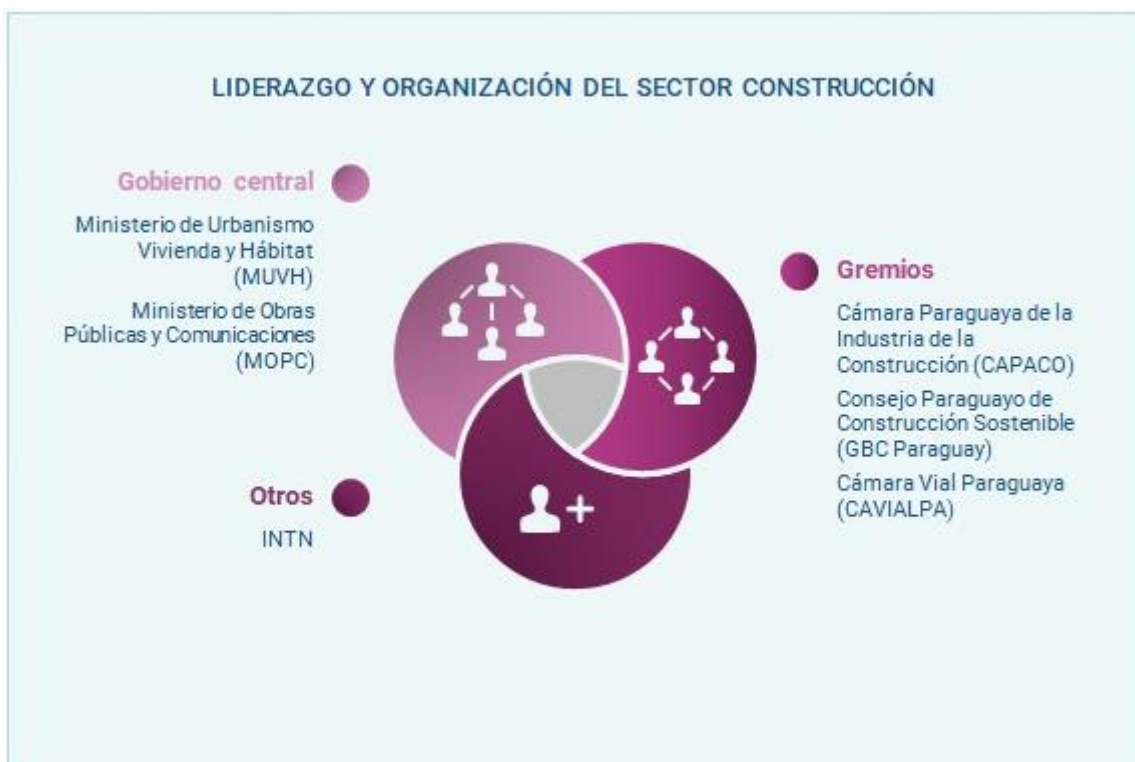 LIDERAZGO Y ORGANIZACIÓN DEL SECTOR CONSTRUCCIÓN
Gobierno central
Ministerio de Urbanismo
Vivienda y Hábitat
(MUVH)
Ministerio de Obras
Públicas y Comunicaciones
(MOPC)
Gremios
Cámara Paraguaya de la
Industria de la
Construcción (CAPACO)
Consejo Paraguayo de
Construcción Sostenible
(GBC Paraguay)
Cámara Vial Paraguaya
(CAVIALPA)
Otros
INTN